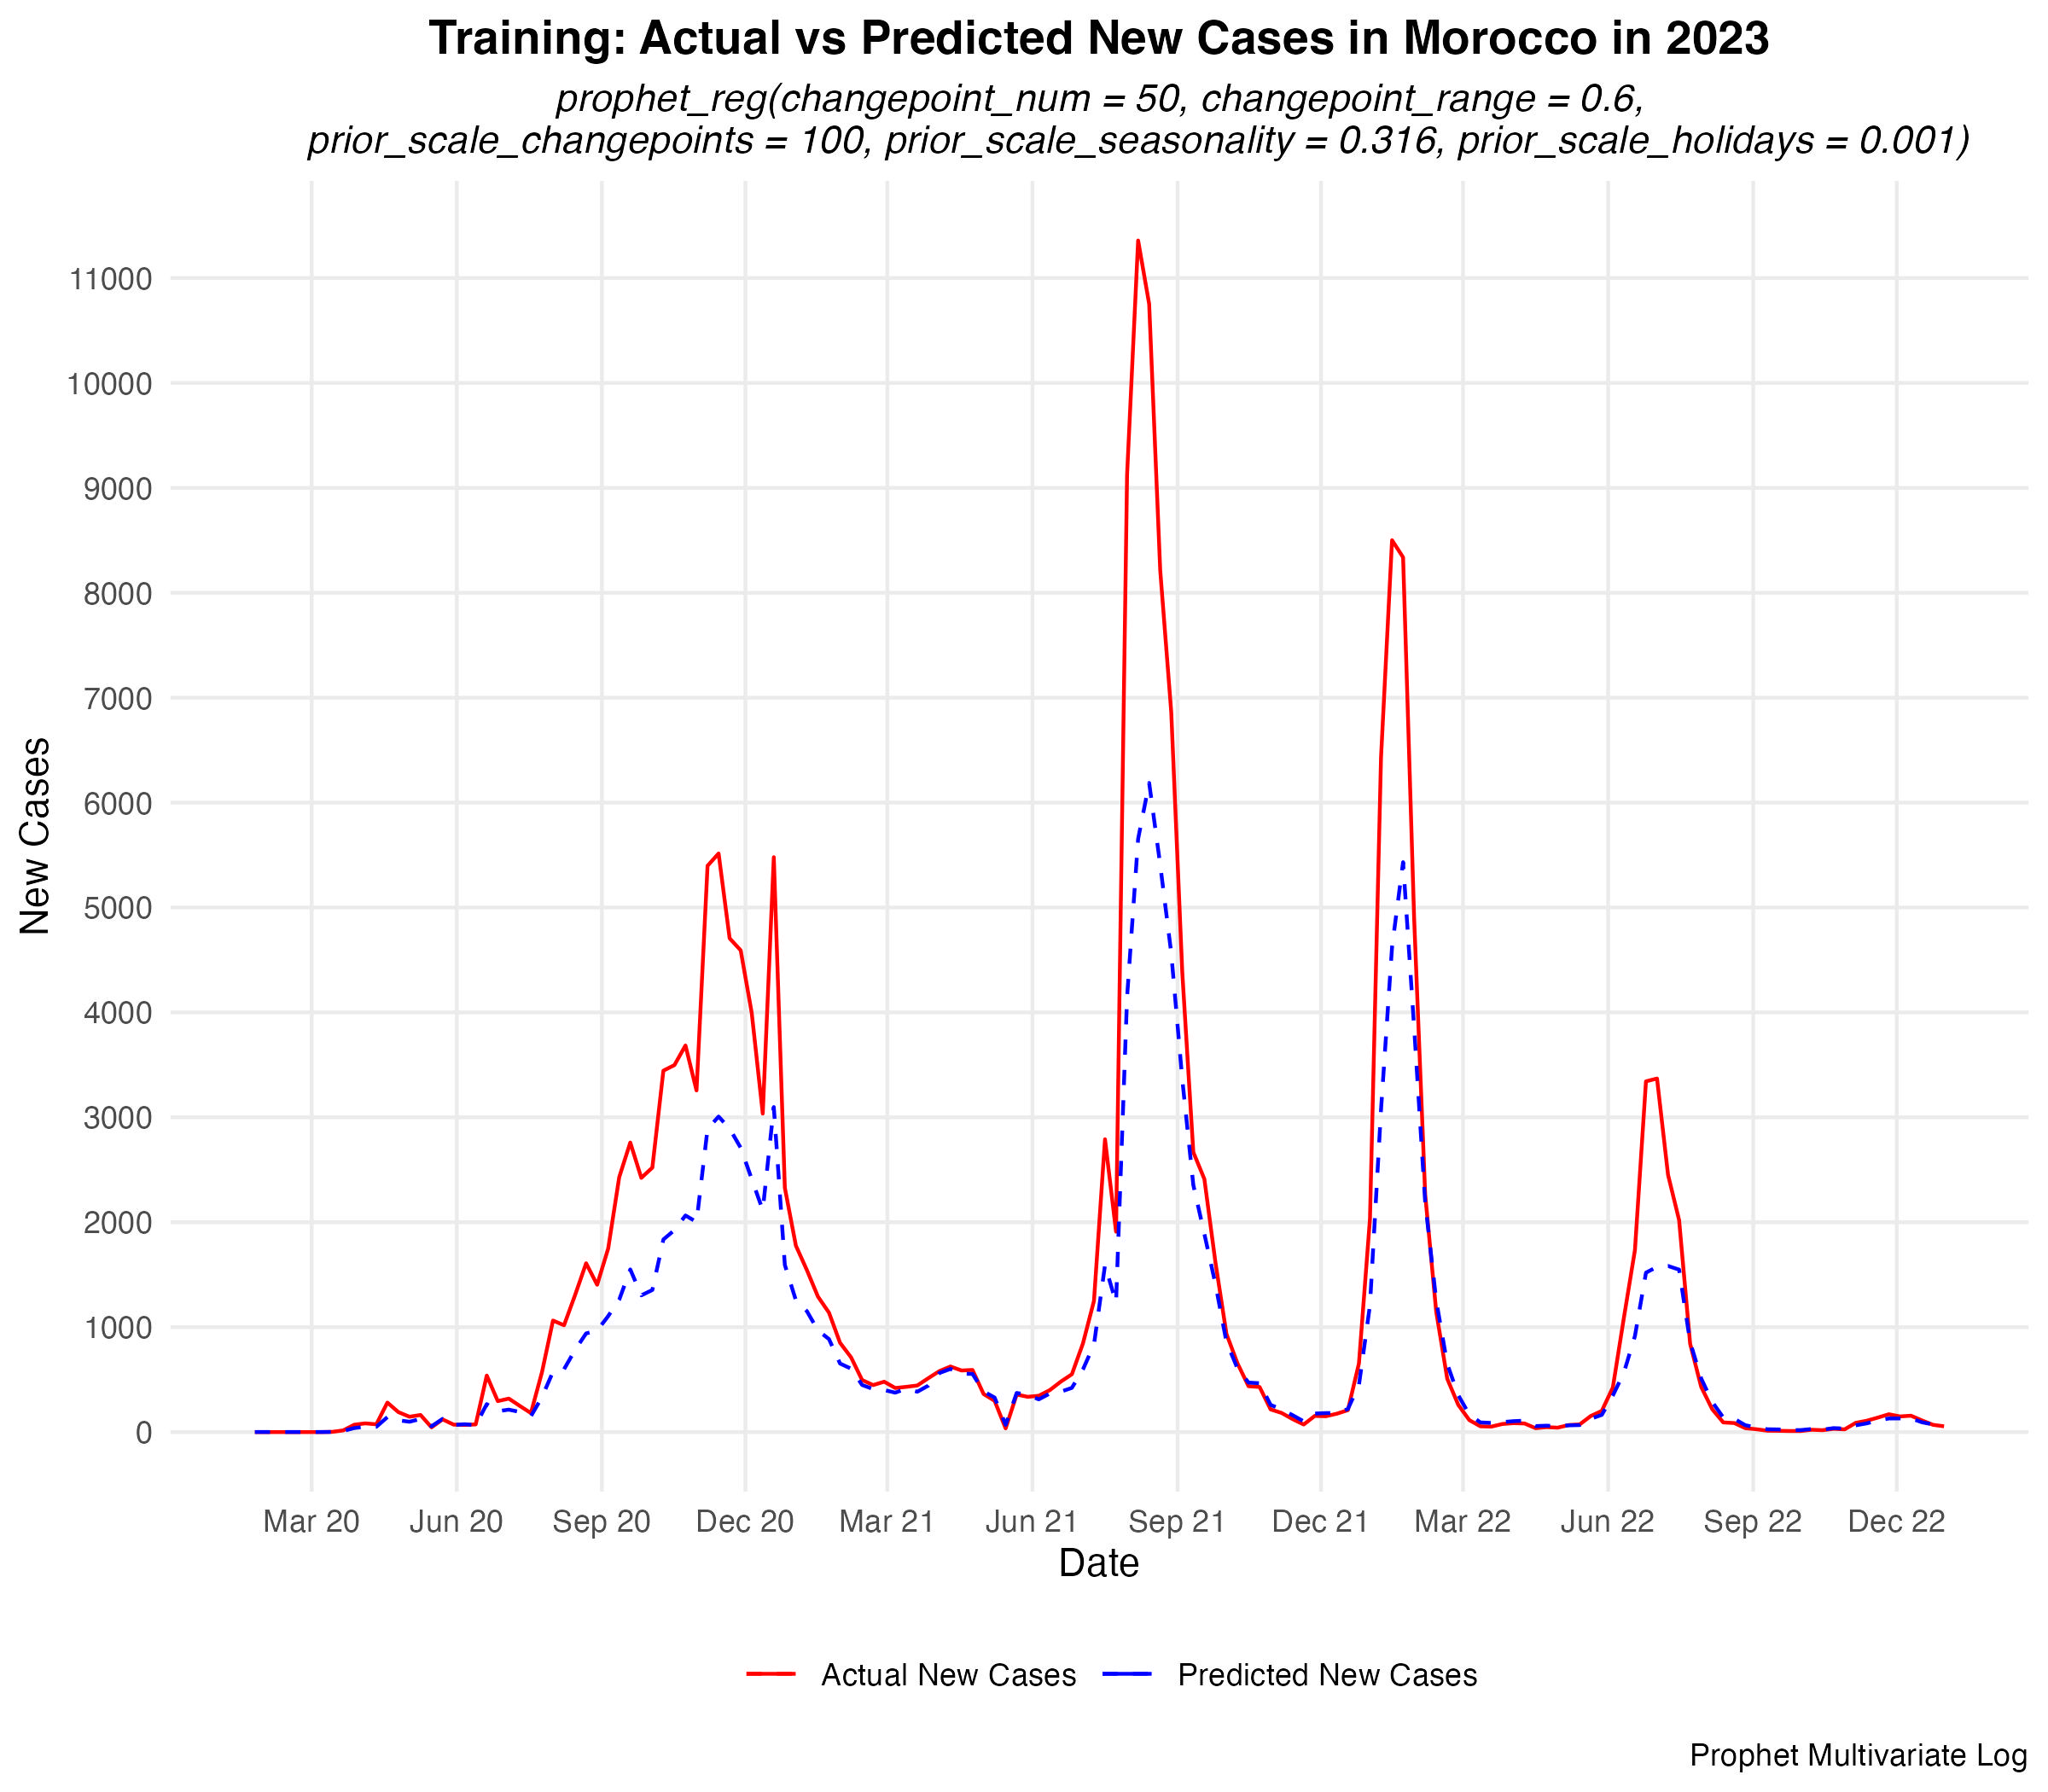 Training: Actual vs Predicted New Cases in Morocco in 2023
prophet_reg(changepoint_num = 50, changepoint_range = 0.6,
prior_scale_changepoints = 100, prior_scale_seasonality = 0.316, prior_scale_holidays = 0.001)
New Cases
11000
10000
9000
8000
7000
6000
5000
4000
3000
2000
1000
0
Mar 20 Jun 20 Sep 20 Dec 20 Mar 21 Jun 21 Sep 21 Dec 21 Mar 22 Jun 22 Sep 22 Dec 22
Date
Actual New Cases Predicted New Cases
Prophet Multivariate Log